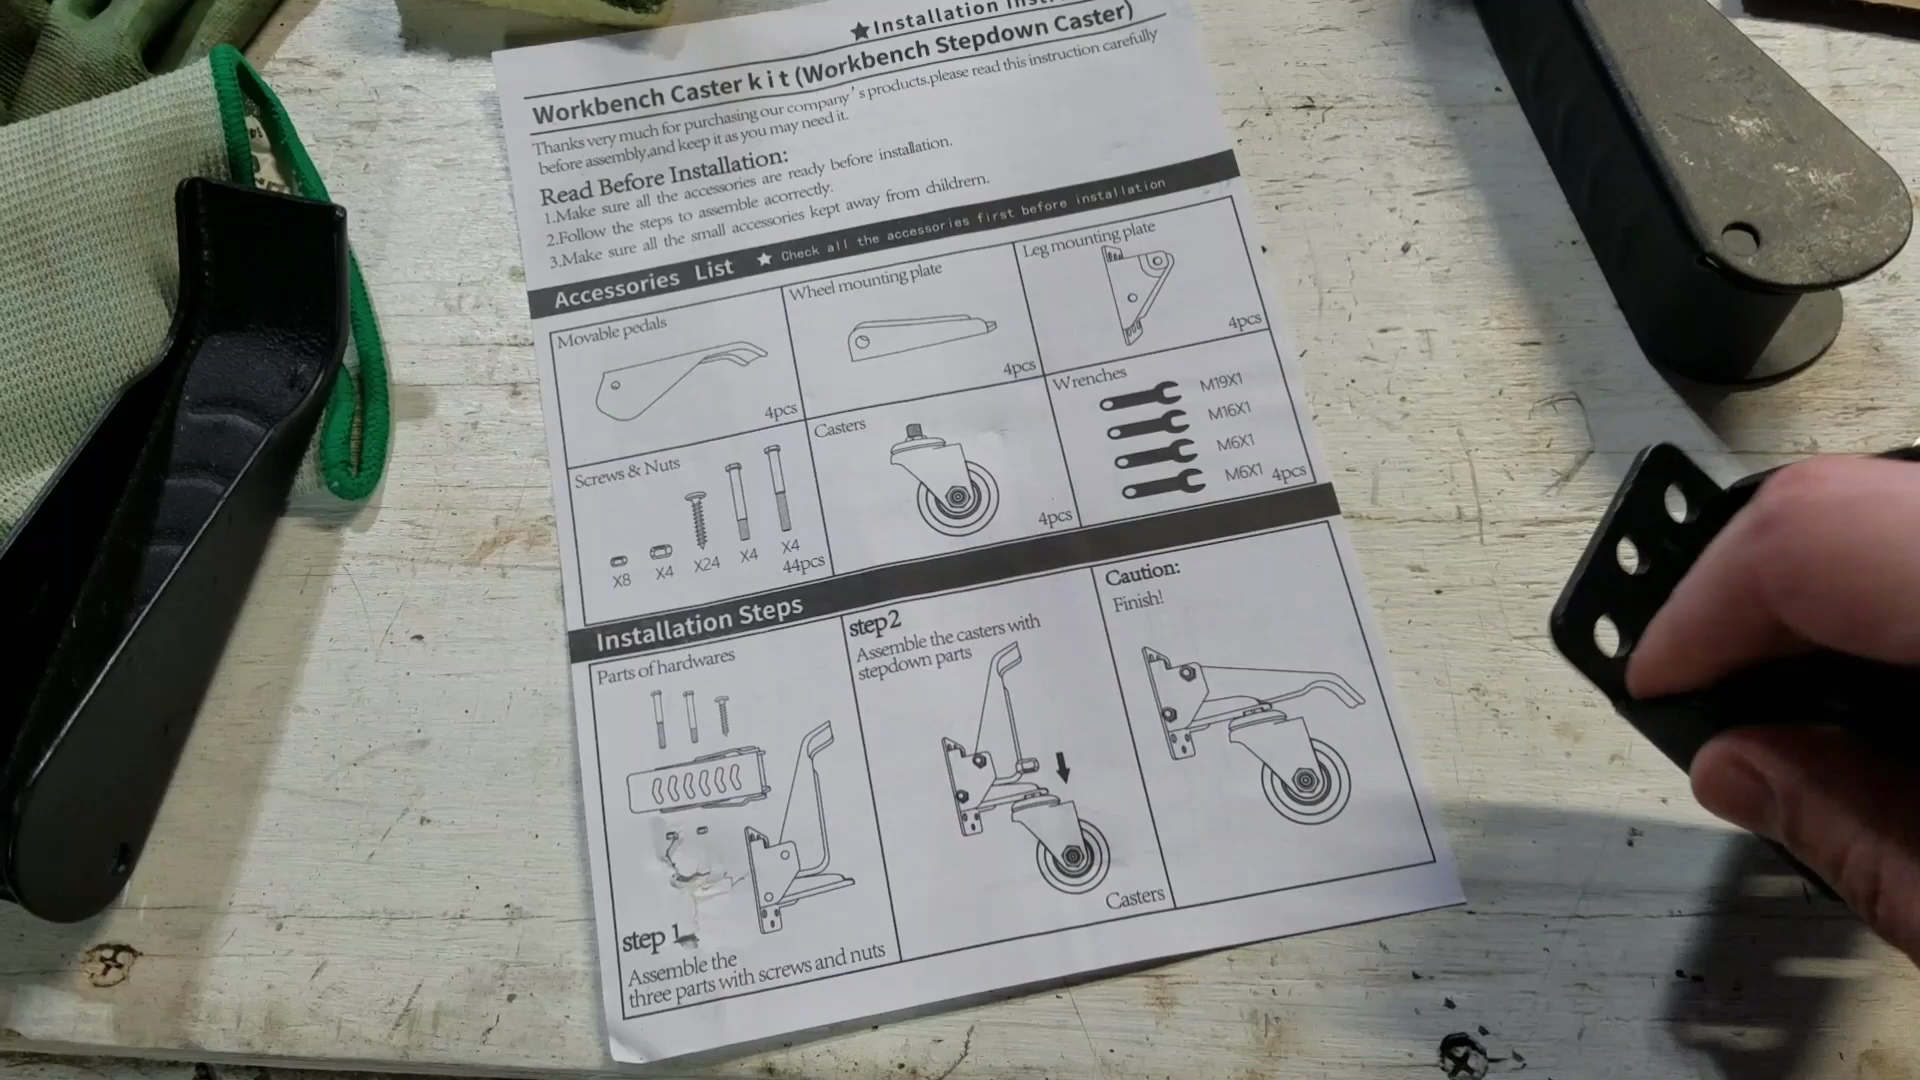 ★Installation
Workbench Caster k i t (Workbench Stepdown Caster)
Thanks very much for purchasing our company's products.please read this instruction carefully
before assembly,and keep it as you may need it.
Read Before Installation:
1.Make sure all the accessories are ready before installation.
2.Follow the steps to assemble acorrectly.
3.Make sure all the small accessories kept away from childrern.
Accessories List ★ Check all the accessories first before installation
Movable pedals
4pcs
Wheel mounting plate
4pcs
Leg mounting plate
4pcs
Screws & Nuts
X8 X4 X24 X4 X4
44pcs
Casters
4pcs
Wrenches
M19X1
M16X1
M6X1
M6X1 4pcs
Installation Steps
Parts of hardwares
step 1
Assemble the
three parts with screws and nuts
step2
Assemble the casters with
stepdown parts
Casters
Caution:
Finish!